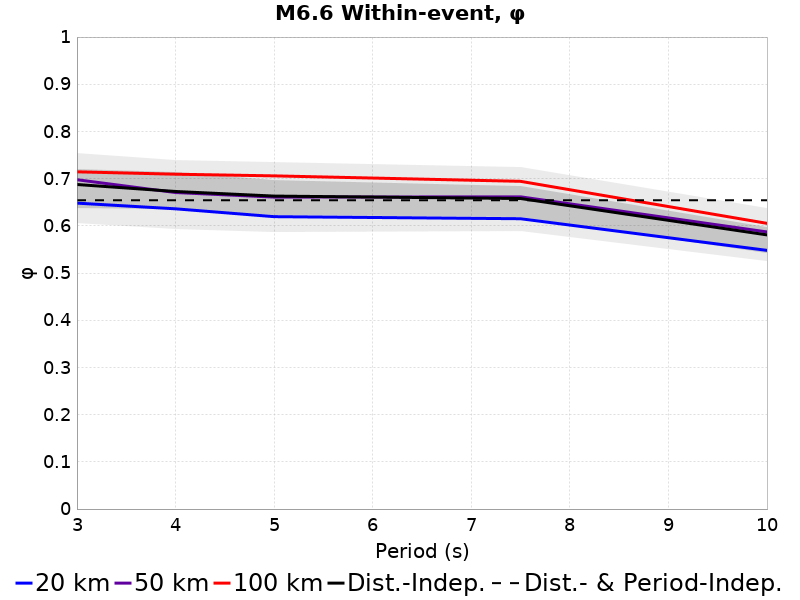 M6.6 Within-event, φ
1
0.9
0.8
0.7
0.6
0.5
0.4
0.3
0.2
0.1
0
φ
3 4 5 6 7 8 9 10
Period (s)
20 km 50 km 100 km Dist.-Indep. Dist.- & Period-Indep.